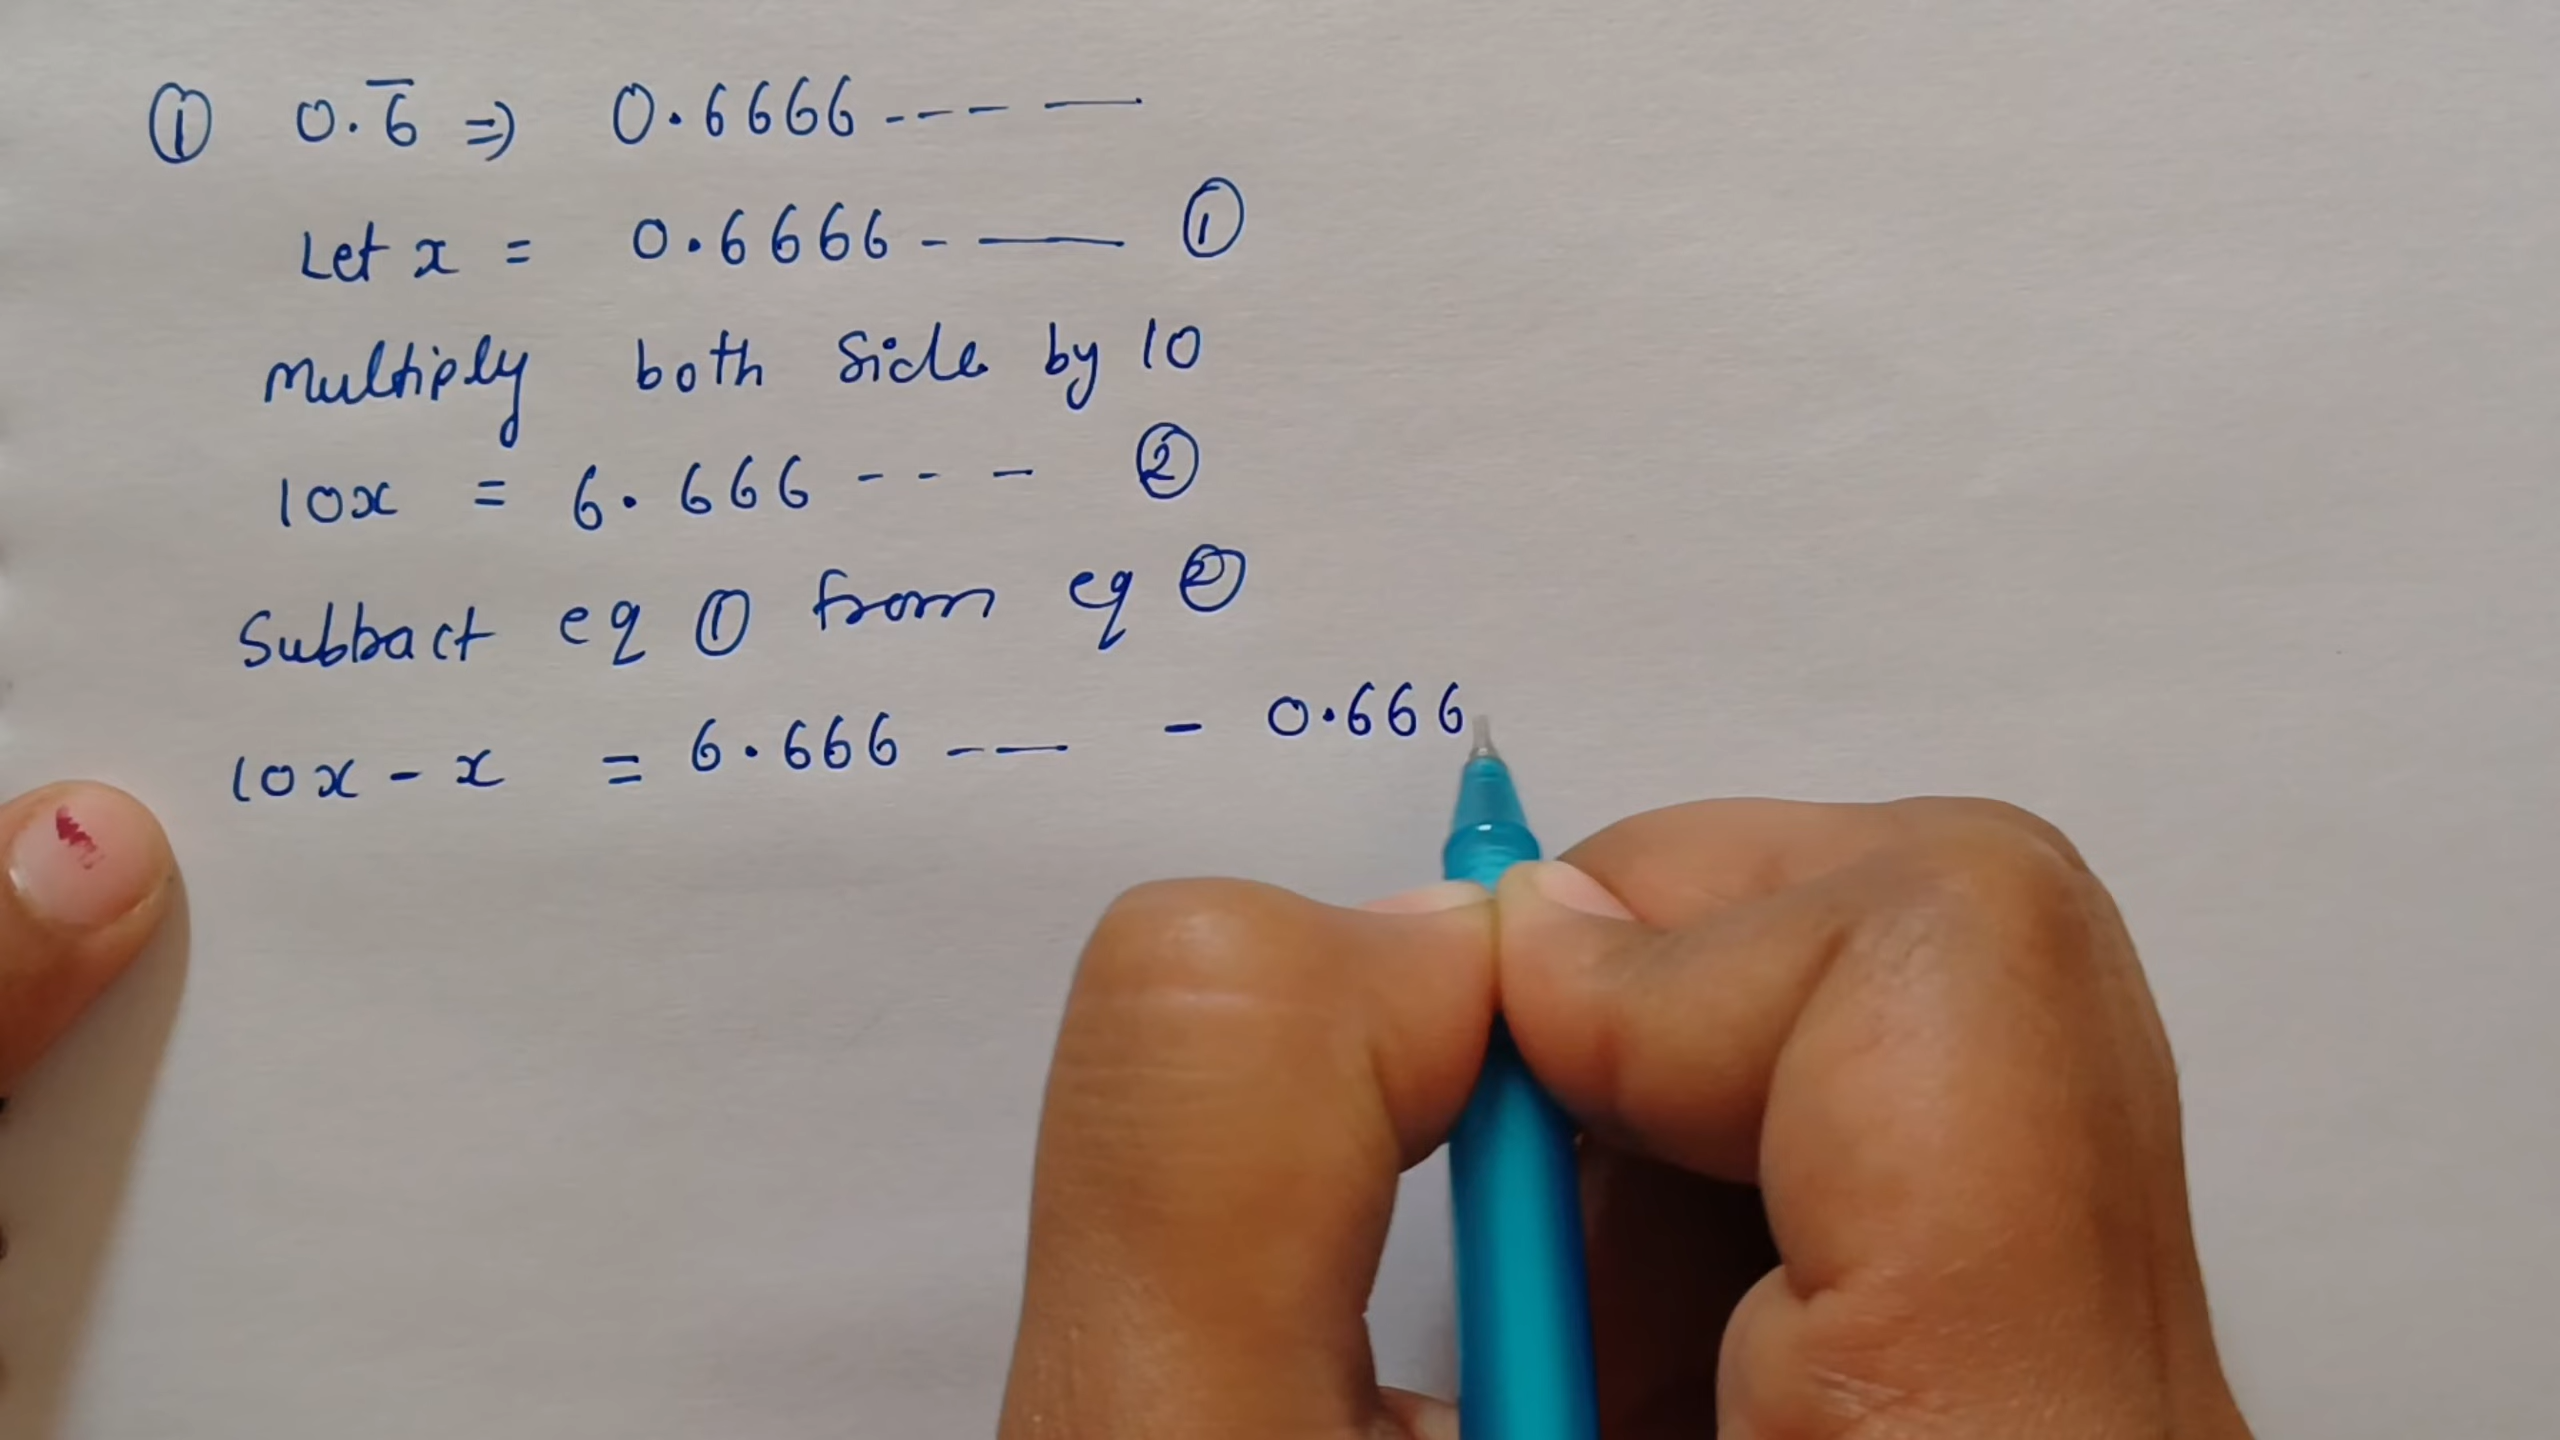 ① 0.6̅ ⇒ 0.6666 ---- —
Let x = 0.6666 - —— ①
Multiply both side by 10
10x = 6.666 --- ②
Subtract eq ① from eq ②
10x - x = 6.666 -— - 0.666